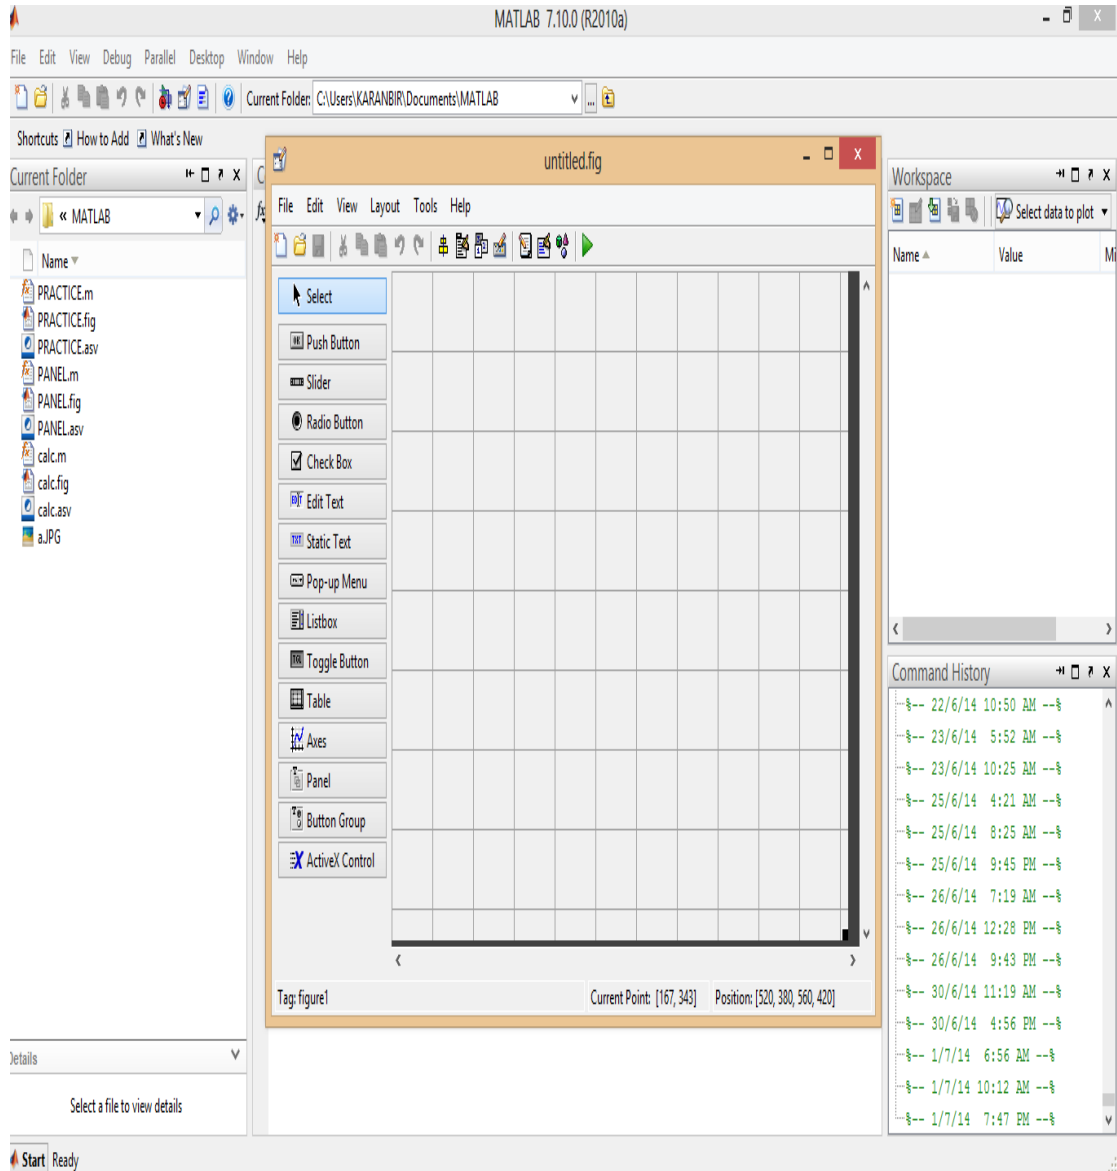 MATLAB 7.10.0 (R2010a)
File Edit View Debug Parallel Desktop Window Help
Current Folder: C:\Users\KARANBIR\Documents\MATLAB
Shortcuts How to Add What's New
Current Folder
« MATLAB
Name
PRACTICE.m
PRACTICE.fig
PRACTICE.asv
PANEL.m
PANEL.fig
PANEL.asv
calc.m
calc.fig
calc.asv
a.JPG
Details
Select a file to view details
Start Ready
untitled.fig
File Edit View Layout Tools Help
Select
Push Button
Slider
Radio Button
Check Box
Edit Text
Static Text
Pop-up Menu
Listbox
Toggle Button
Table
Axes
Panel
Button Group
ActiveX Control
Tag: figure1 Current Point: [167, 343] Position: [520, 380, 560, 420]
Workspace
Select data to plot
Name Value Mi
Command History
%-- 22/6/14 10:50 AM --%
%-- 23/6/14 5:52 AM --%
%-- 23/6/14 10:25 AM --%
%-- 25/6/14 4:21 AM --%
%-- 25/6/14 8:25 AM --%
%-- 25/6/14 9:45 PM --%
%-- 26/6/14 7:19 AM --%
%-- 26/6/14 12:28 PM --%
%-- 26/6/14 9:43 PM --%
%-- 30/6/14 11:19 AM --%
%-- 30/6/14 4:56 PM --%
%-- 1/7/14 6:56 AM --%
%-- 1/7/14 10:12 AM --%
%-- 1/7/14 7:47 PM --%